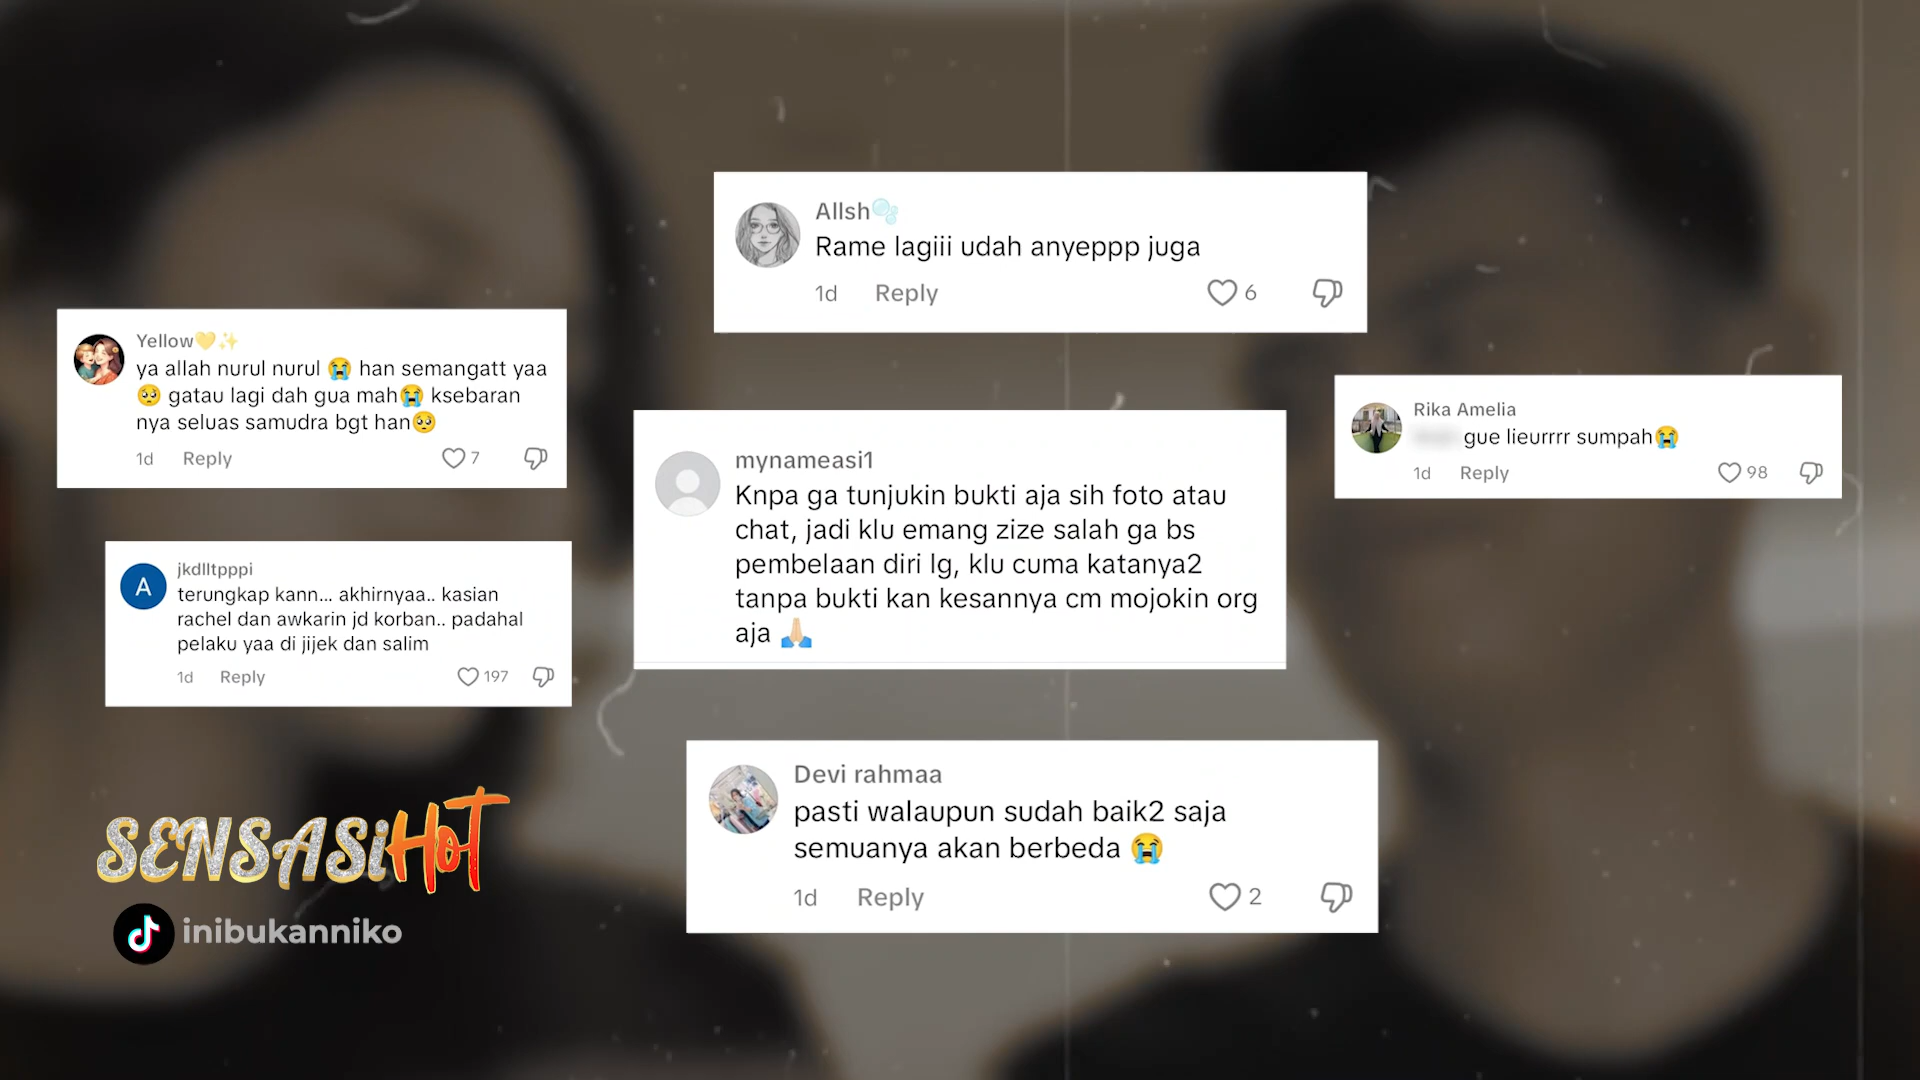 Allsh🫧
Rame lagiii udah anyeppp juga
1d Reply 6
Yellow💛✨
ya allah nurul nurul 😭 han semangatt yaa
🥺 gatau lagi dah gua mah😭 ksebaran
nya seluas samudra bgt han🥺
1d Reply 7
Rika Amelia
gue lieurrrr sumpah😭
1d Reply 98
mynameasi1
Knpa ga tunjukin bukti aja sih foto atau
chat, jadi klu emang zize salah ga bs
pembelaan diri lg, klu cuma katanya2
tanpa bukti kan kesannya cm mojokin org
aja 🙏🏼
A
jkdlltpppi
terungkap kann... akhirnyaa.. kasian
rachel dan awkarin jd korban.. padahal
pelaku yaa di jijek dan salim
1d Reply 197
Devi rahmaa
pasti walaupun sudah baik2 saja
semuanya akan berbeda 😭
1d Reply 2
SENSASiHOT
inibukanniko